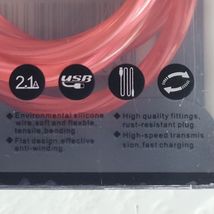 2.1A
USB
Environmental silicone
wire,soft and flexble,
tensile,bending
Flat design,effective
anti-winding.
High quality fittings,
rust-resistant plug.
High-speed transmis
sion,fast charging.